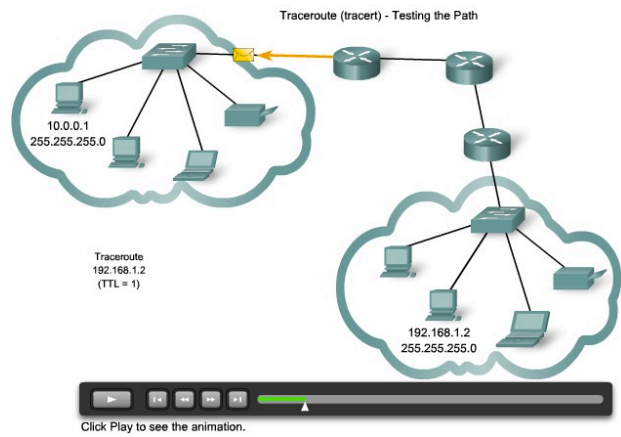 Traceroute (tracert) - Testing the Path
10.0.0.1
255.255.255.0
Traceroute
192.168.1.2
(TTL = 1)
192.168.1.2
255.255.255.0
Click Play to see the animation.